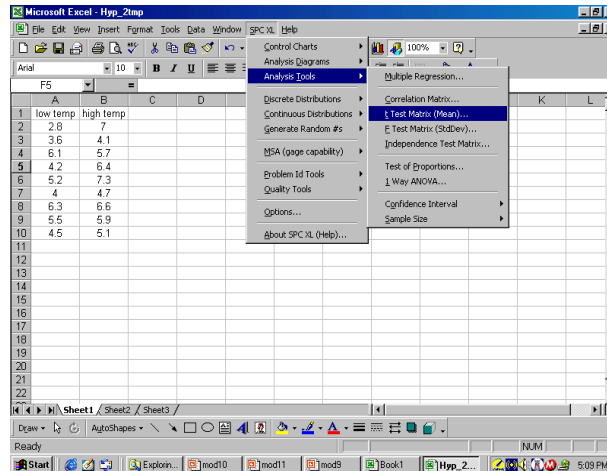 Microsoft Excel - Hyp_2tmp
File Edit View Insert Format Tools Data Window SPC XL Help
100%
Arial 10 B I U
F5 =
A B C D K L
1 low temp high temp
2 2.8 7
3 3.6 4.1
4 6.1 5.7
5 4.2 6.4
6 5.2 7.3
7 4 4.7
8 6.3 6.6
9 5.5 5.9
10 4.5 5.1
11
12
13
14
15
16
17
18
19
20
21
22
Control Charts
Analysis Diagrams
Analysis Tools
Discrete Distributions
Continuous Distributions
Generate Random #s
MSA (gage capability)
Problem Id Tools
Quality Tools
Options...
About SPC XL (Help)...
Multiple Regression...
Correlation Matrix...
t Test Matrix (Mean)...
F Test Matrix (StdDev)...
Independence Test Matrix...
Test of Proportions...
1 Way ANOVA...
Confidence Interval
Sample Size
Sheet1 Sheet2 Sheet3
Draw AutoShapes
Ready NUM
Start Explorin... mod10 mod11 mod9 Book1 Hyp_2... 5:09 PM